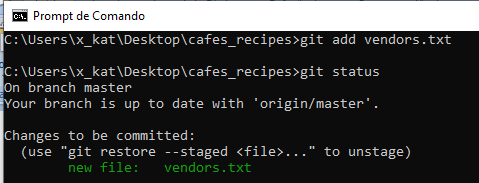 Prompt de Comando
C:\Users\x_kat\Desktop\cafes_recipes>git add vendors.txt
C:\Users\x_kat\Desktop\cafes_recipes>git status
On branch master
Your branch is up to date with 'origin/master'.
Changes to be committed:
(use "git restore --staged <file>..." to unstage)
new file:   vendors.txt